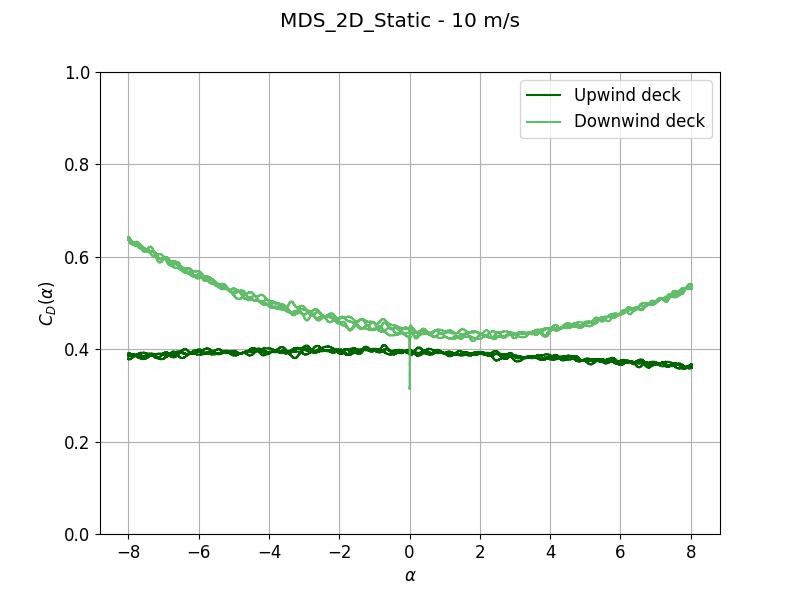 MDS_2D_Static - 10 m/s
1.0
0.8
0.6
0.4
0.2
0.0
C_D(α)
Upwind deck
Downwind deck
−8 −6 −4 −2 0 2 4 6 8
α